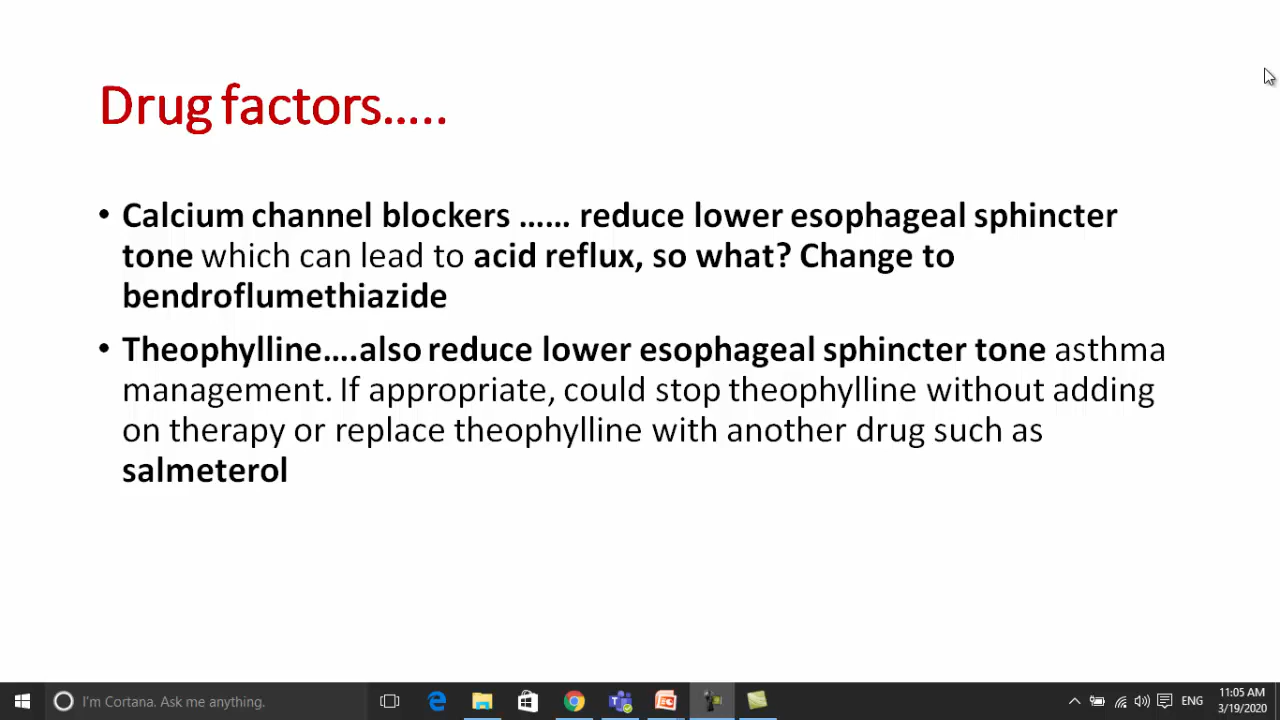 Drug factors…..
• Calcium channel blockers …… reduce lower esophageal sphincter
tone which can lead to acid reflux, so what? Change to
bendroflumethiazide
• Theophylline….also reduce lower esophageal sphincter tone asthma
management. If appropriate, could stop theophylline without adding
on therapy or replace theophylline with another drug such as
salmeterol
I'm Cortana. Ask me anything.
ENG
11:05 AM
3/19/2020